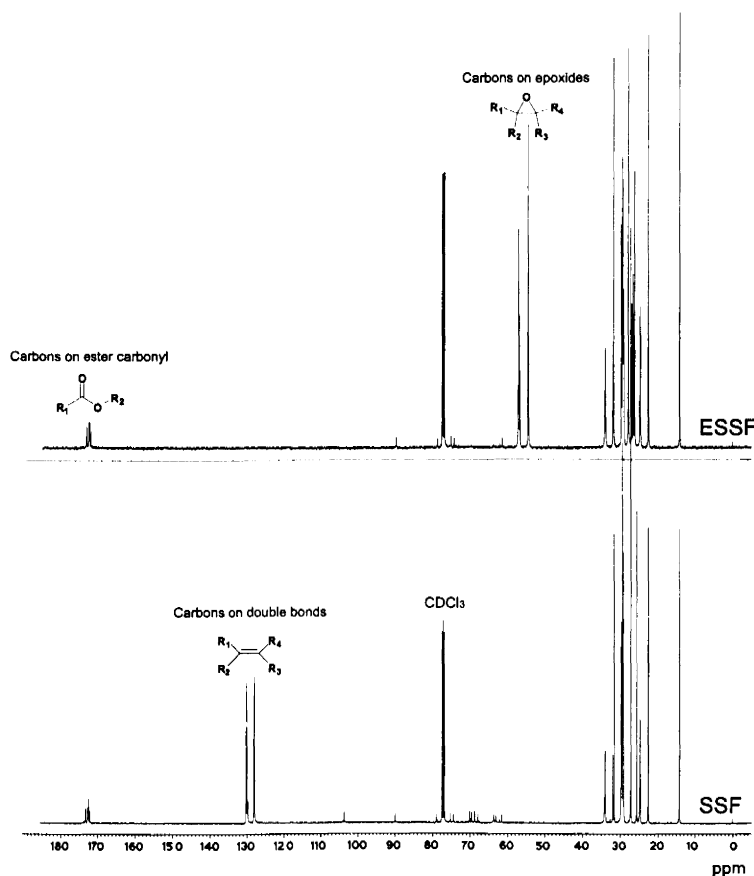 Carbons on epoxides
O
R1 R4
R2 R3
Carbons on ester carbonyl
O
R1 O R2
ESSF
Carbons on double bonds
R1 R4
R2 R3
CDCl3
SSF
180 170 160 150 140 130 120 110 100 90 80 70 60 50 40 30 20 10 0
ppm